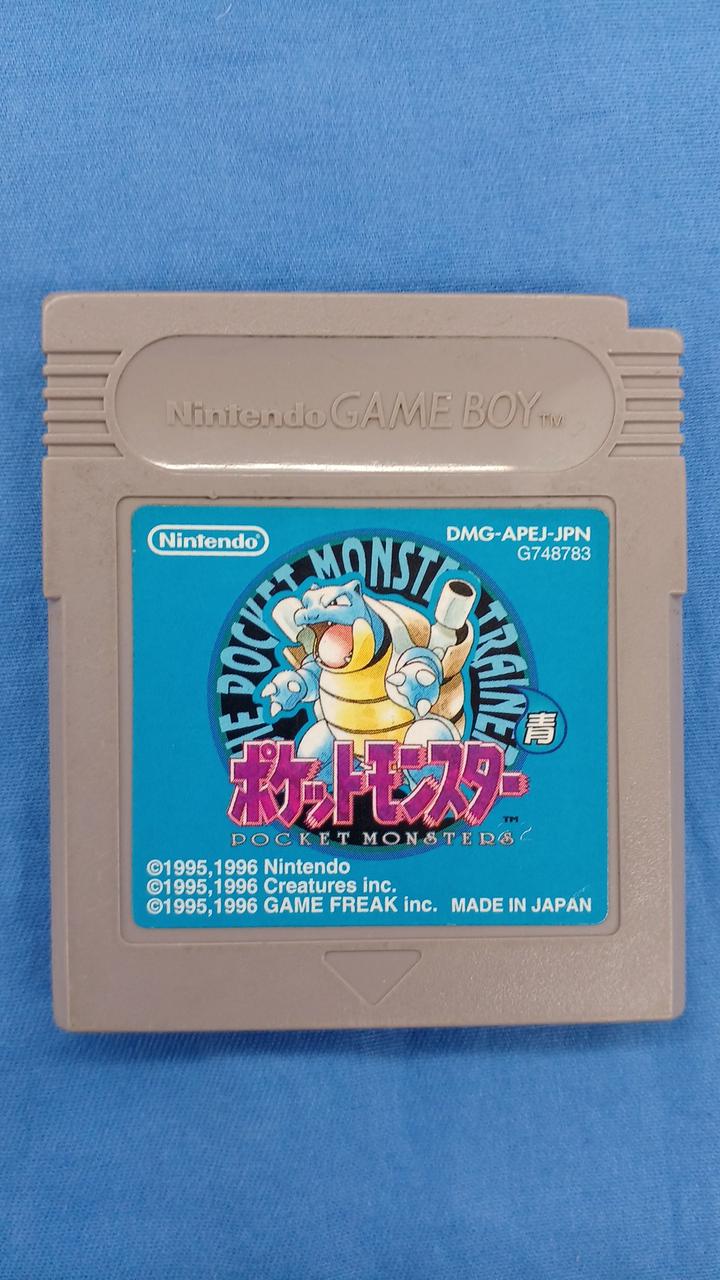 Nintendo GAME BOY TM
Nintendo®
DMG-APEJ-JPN
G748783
POCKET MONSTER TRAINER
青
ポケットモンスター
TM
POCKET MONSTERS
©1995,1996 Nintendo
©1995,1996 Creatures inc.
©1995,1996 GAME FREAK inc. MADE IN JAPAN